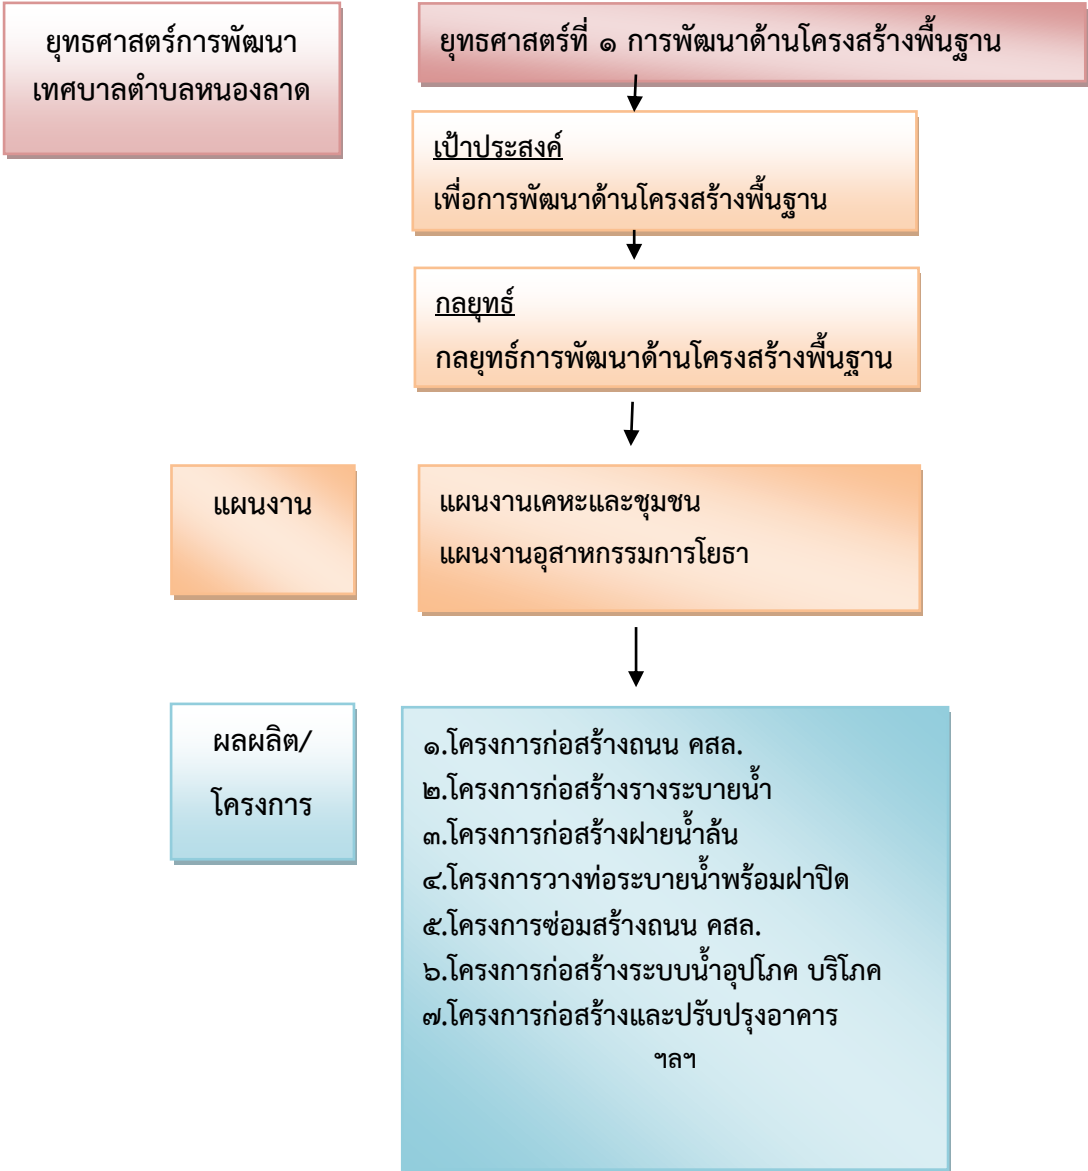 ยุทธศาสตร์การพัฒนา
เทศบาลตำบลหนองลาด
ยุทธศาสตร์ที่ ๑ การพัฒนาด้านโครงสร้างพื้นฐาน
เป้าประสงค์
เพื่อการพัฒนาด้านโครงสร้างพื้นฐาน
กลยุทธ์
กลยุทธ์การพัฒนาด้านโครงสร้างพื้นฐาน
แผนงาน
แผนงานเคหะและชุมชน
แผนงานอุสาหกรรมการโยธา
ผลผลิต/
โครงการ
๑.โครงการก่อสร้างถนน คสล.
๒.โครงการก่อสร้างรางระบายน้ำ
๓.โครงการก่อสร้างฝายน้ำล้น
๔.โครงการวางท่อระบายน้ำพร้อมฝาปิด
๕.โครงการซ่อมสร้างถนน คสล.
๖.โครงการก่อสร้างระบบน้ำอุปโภค บริโภค
๗.โครงการก่อสร้างและปรับปรุงอาคาร
ฯลฯ